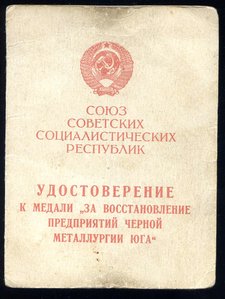 СОЮЗ
СОВЕТСКИХ
СОЦИАЛИСТИЧЕСКИХ
РЕСПУБЛИК
УДОСТОВЕРЕНИЕ
К МЕДАЛИ „ЗА ВОССТАНОВЛЕНИЕ
ПРЕДПРИЯТИЙ ЧЕРНОЙ
МЕТАЛЛУРГИИ ЮГА“